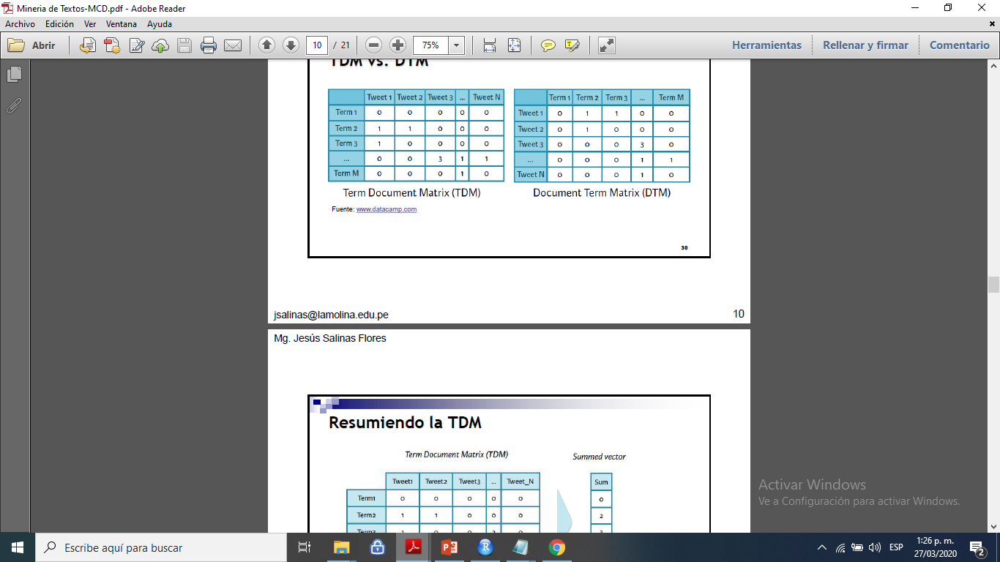 Mineria de Textos-MCD.pdf - Adobe Reader
Archivo Edición Ver Ventana Ayuda
Abrir 10 / 21 75% Herramientas Rellenar y firmar Comentario
TDM vs. DTM
Tweet 1 Tweet 2 Tweet 3 ... Tweet N
Term 1 0 0 0 0 0
Term 2 1 1 0 0 0
Term 3 1 0 0 0 0
... 0 0 3 1 1
Term M 0 0 0 1 0
Term Document Matrix (TDM)
Term 1 Term 2 Term 3 ... Term M
Tweet 1 0 1 1 0 0
Tweet 2 0 1 0 0 0
Tweet 3 0 0 0 3 0
... 0 0 0 1 1
Tweet N 0 0 0 1 0
Document Term Matrix (DTM)
Fuente: www.datacamp.com
30
jsalinas@lamolina.edu.pe 10
Mg. Jesús Salinas Flores
Resumiendo la TDM
Term Document Matrix (TDM) Summed vector
Tweet1 Tweet2 Tweet3 ... Tweet_N Sum
Term1 0 0 0 0 0 0
Term2 1 1 0 0 0 2
Term3
Activar Windows
Ve a Configuración para activar Windows.
Escribe aquí para buscar
ESP
1:26 p. m.
27/03/2020
2